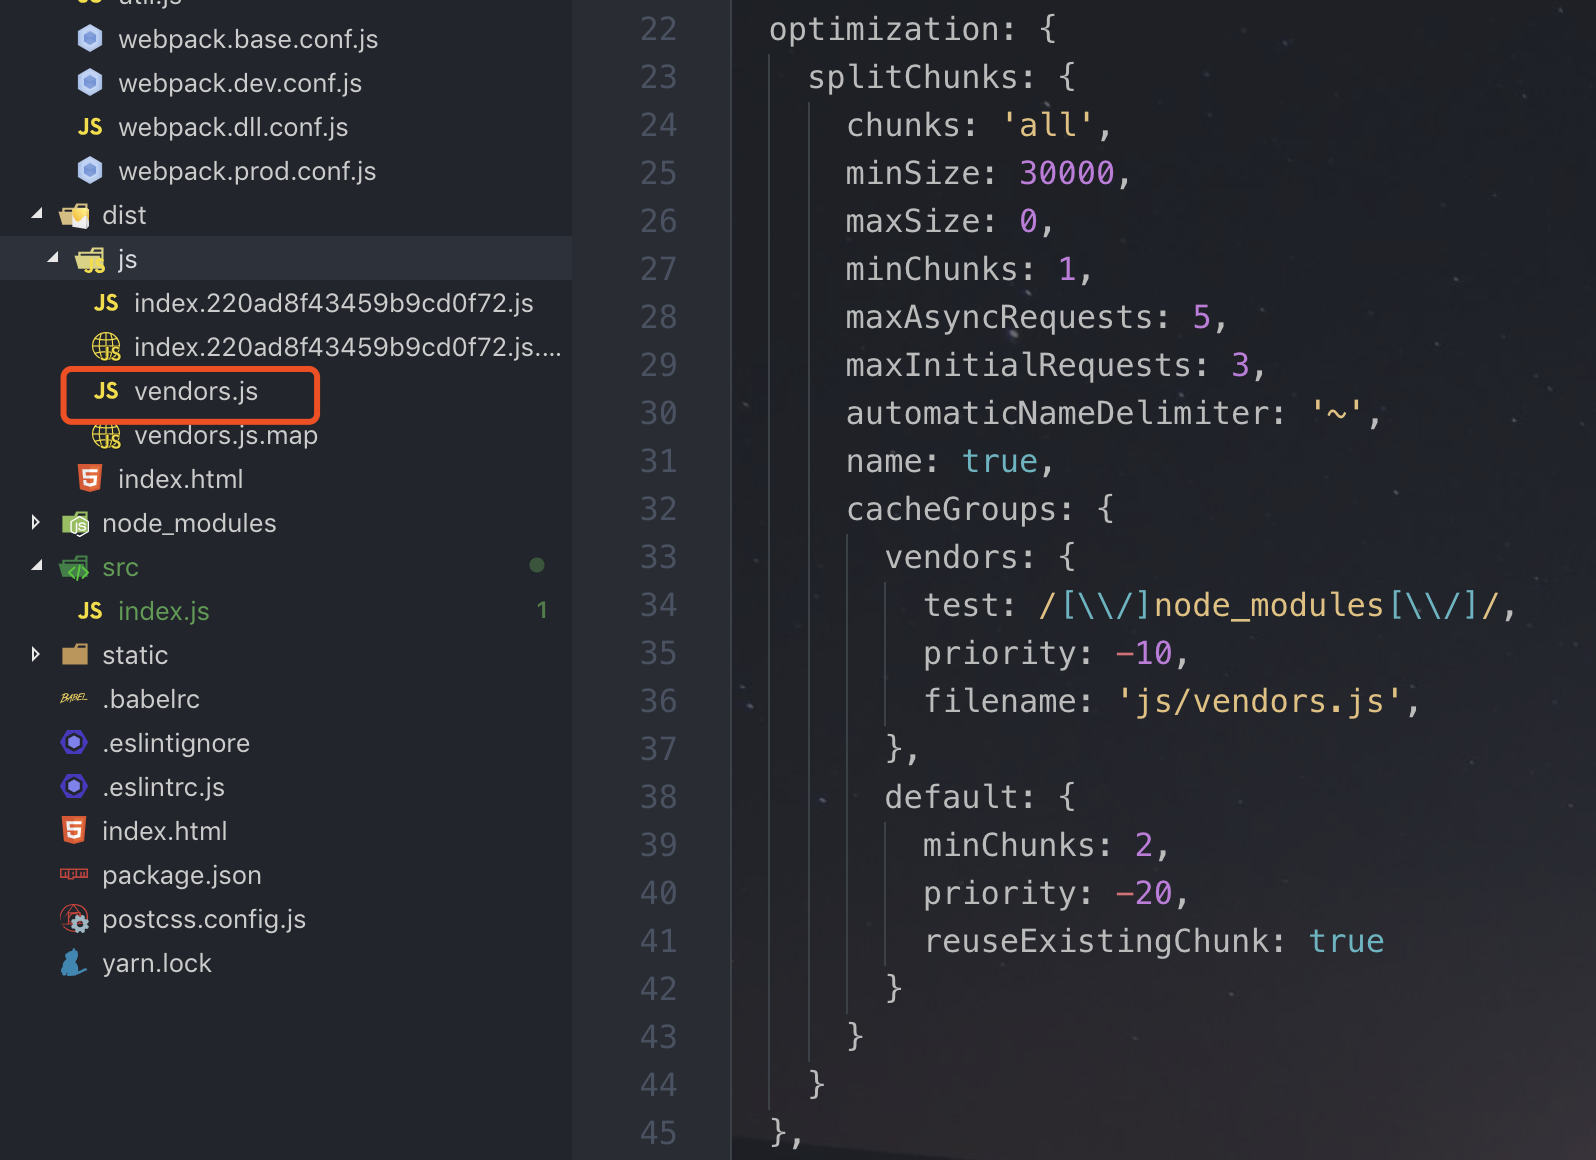 util.js
webpack.base.conf.js
webpack.dev.conf.js
JS webpack.dll.conf.js
webpack.prod.conf.js
dist
js
JS index.220ad8f43459b9cd0f72.js
index.220ad8f43459b9cd0f72.js....
JS vendors.js
vendors.js.map
index.html
node_modules
src
JS index.js 1
static
BABEL .babelrc
.eslintignore
.eslintrc.js
index.html
package.json
postcss.config.js
yarn.lock
22 optimization: {
23 splitChunks: {
24 chunks: 'all',
25 minSize: 30000,
26 maxSize: 0,
27 minChunks: 1,
28 maxAsyncRequests: 5,
29 maxInitialRequests: 3,
30 automaticNameDelimiter: '~',
31 name: true,
32 cacheGroups: {
33 vendors: {
34 test: /[\\/]node_modules[\\/]/,
35 priority: -10,
36 filename: 'js/vendors.js',
37 },
38 default: {
39 minChunks: 2,
40 priority: -20,
41 reuseExistingChunk: true
42 }
43 }
44 }
45 },